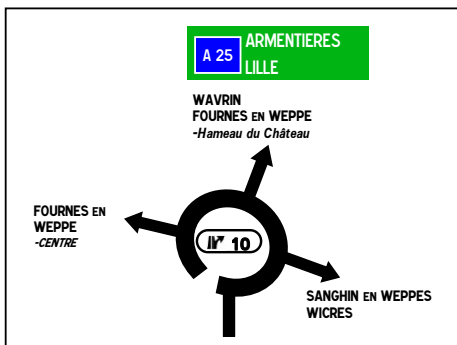 A 25
ARMENTIERES
LILLE
WAVRIN
FOURNES EN WEPPE
-Hameau du Château
FOURNES EN
WEPPE
-CENTRE
10
SANGHIN EN WEPPES
WICRES